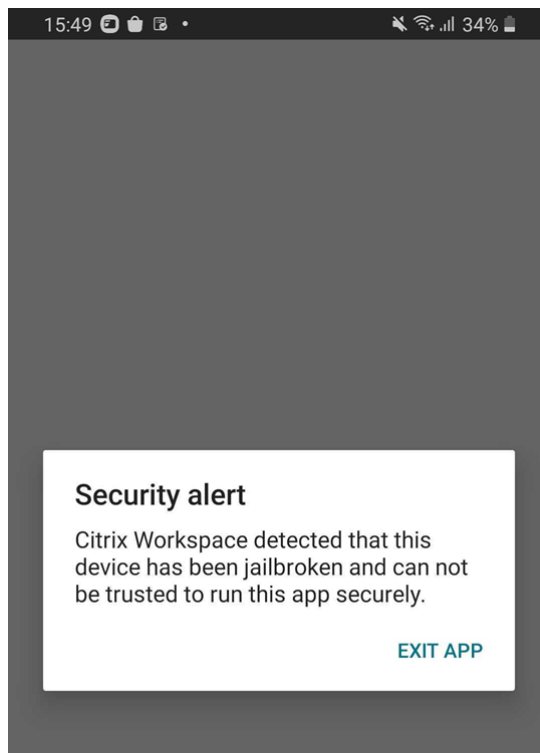 15:49 34%
Security alert
Citrix Workspace detected that this
device has been jailbroken and can not
be trusted to run this app securely.
EXIT APP